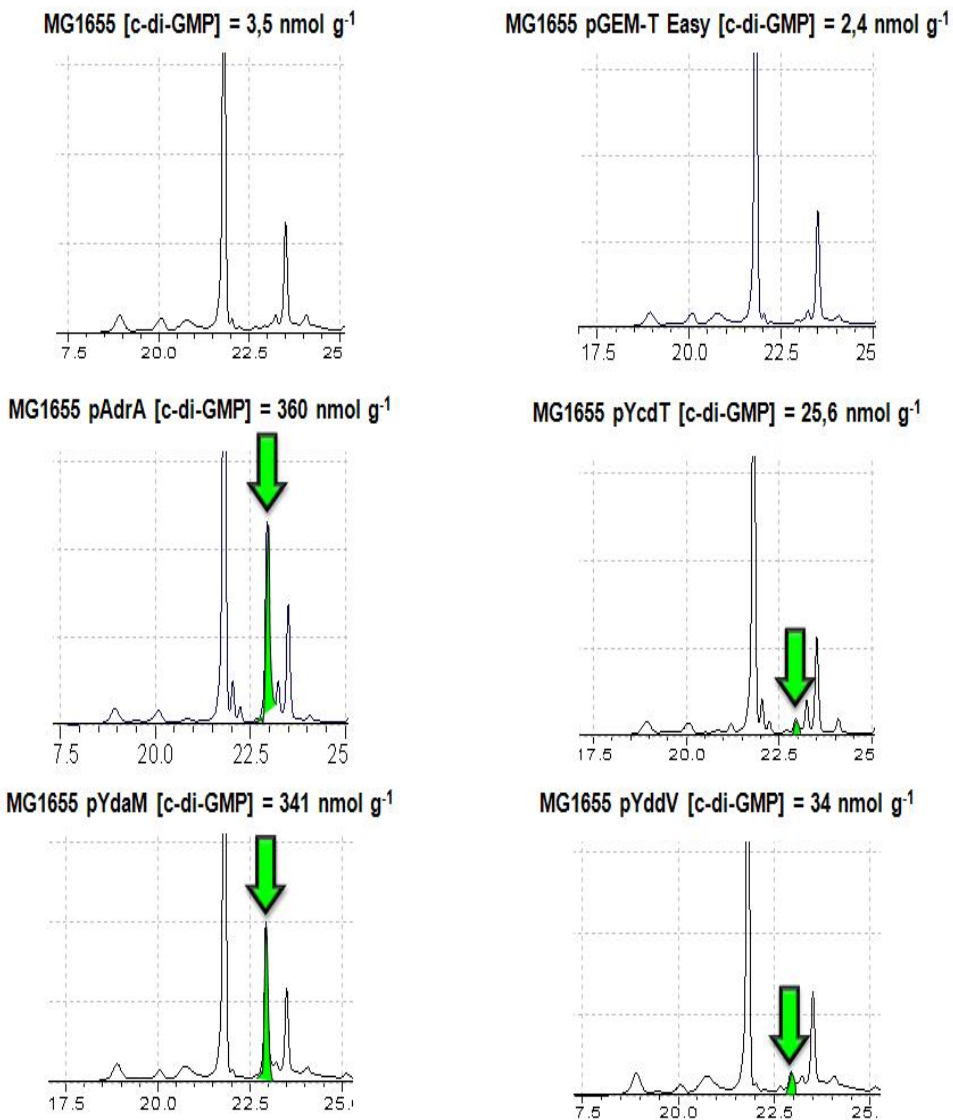 MG1655 [c-di-GMP] = 3,5 nmol g-1
7.5 20.0 22.5 25
MG1655 pGEM-T Easy [c-di-GMP] = 2,4 nmol g-1
17.5 20.0 22.5 25
MG1655 pAdrA [c-di-GMP] = 360 nmol g-1
7.5 20.0 22.5 25
MG1655 pYcdT [c-di-GMP] = 25,6 nmol g-1
17.5 20.0 22.5 25
MG1655 pYdaM [c-di-GMP] = 341 nmol g-1
17.5 20.0 22.5 25
MG1655 pYddV [c-di-GMP] = 34 nmol g-1
7.5 20.0 22.5 25.